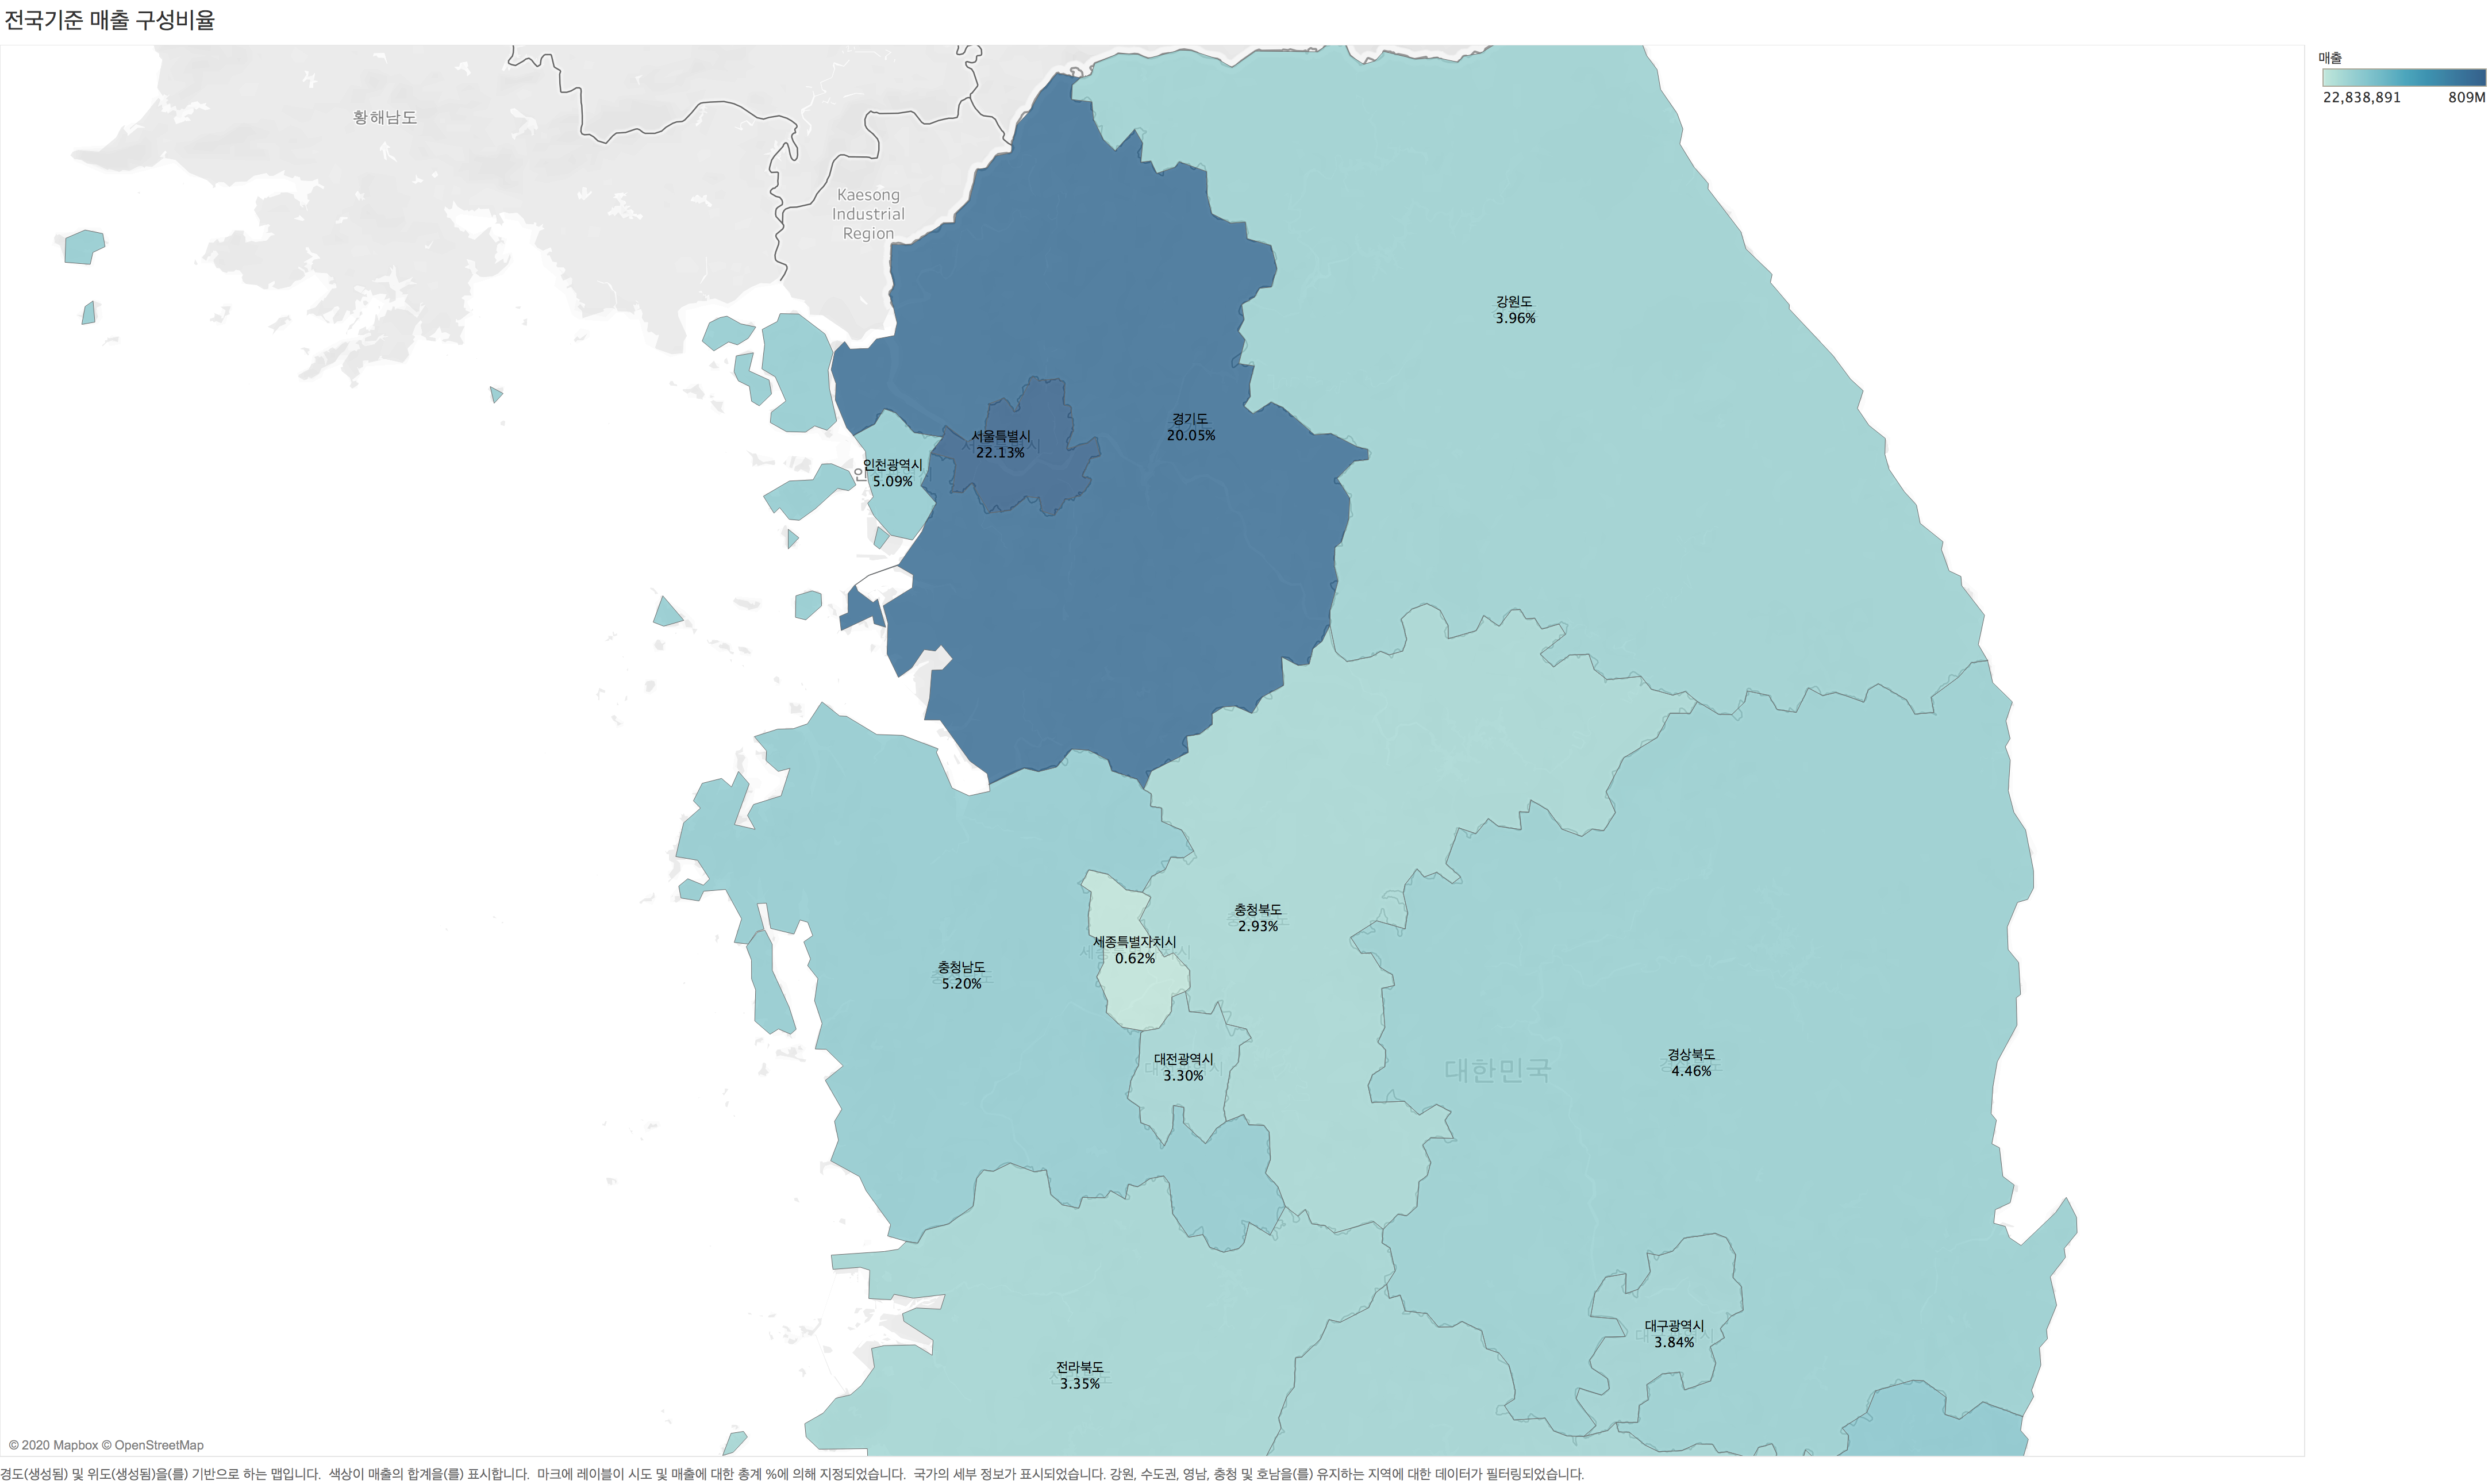 전국기준 매출 구성비율
매출
22,838,891 809M
황해남도
Kaesong
Industrial
Region
강원도
3.96%
경기도
20.05%
서울특별시
22.13%
인천광역시
5.09%
충청북도
2.93%
세종특별자치시
0.62%
충청남도
5.20%
대전광역시
3.30%
대한민국
경상북도
4.46%
대구광역시
3.84%
전라북도
3.35%
© 2020 Mapbox © OpenStreetMap
경도(생성됨) 및 위도(생성됨)을(를) 기반으로 하는 맵입니다. 색상이 매출의 합계을(를) 표시합니다. 마크에 레이블이 시도 및 매출에 대한 총계 %에 의해 지정되었습니다. 국가의 세부 정보가 표시되었습니다. 강원, 수도권, 영남, 충청 및 호남을(를) 유지하는 지역에 대한 데이터가 필터링되었습니다.